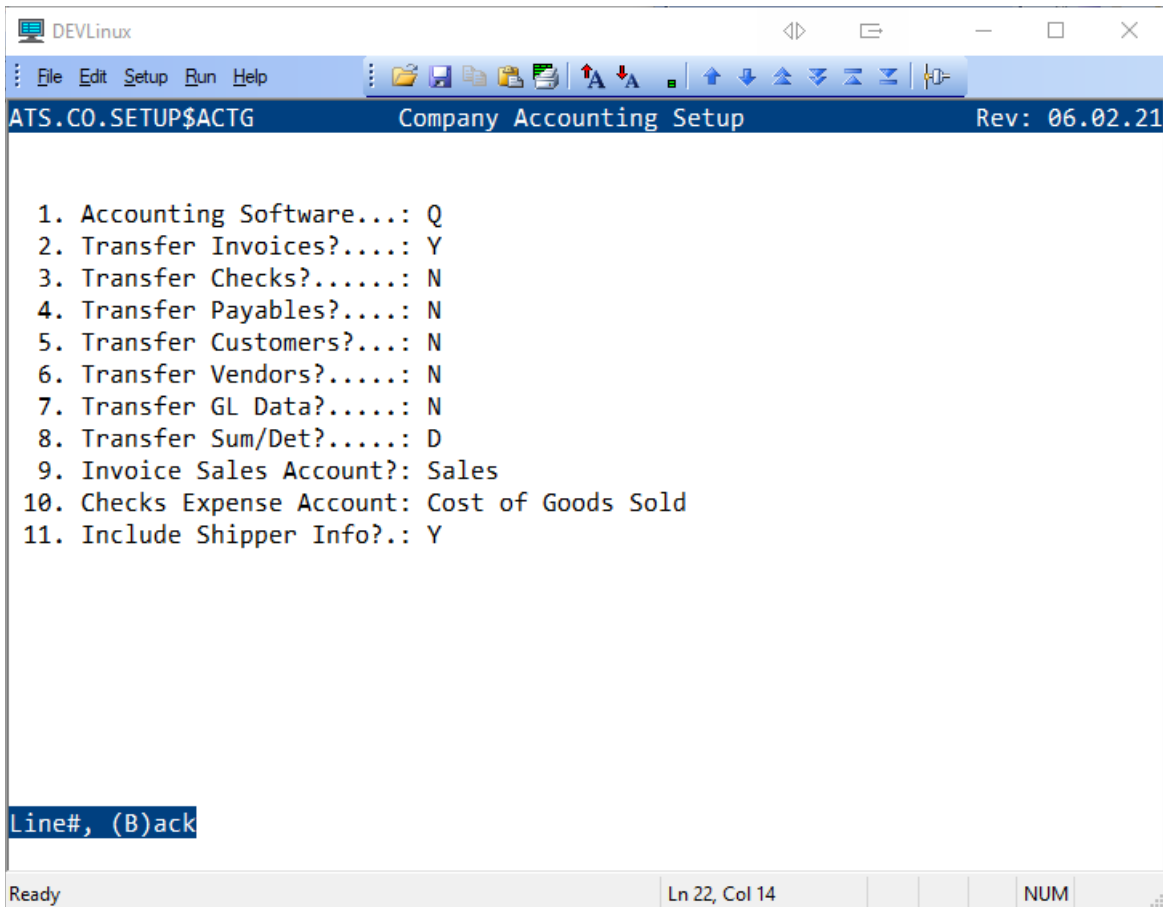 DEVLinux
File Edit Setup Run Help
ATS.CO.SETUP$ACTG Company Accounting Setup Rev: 06.02.21
1. Accounting Software...: Q
2. Transfer Invoices?....: Y
3. Transfer Checks?......: N
4. Transfer Payables?....: N
5. Transfer Customers?...: N
6. Transfer Vendors?.....: N
7. Transfer GL Data?.....: N
8. Transfer Sum/Det?.....: D
9. Invoice Sales Account?: Sales
10. Checks Expense Account: Cost of Goods Sold
11. Include Shipper Info?.: Y
Line#, (B)ack
Ready Ln 22, Col 14 NUM